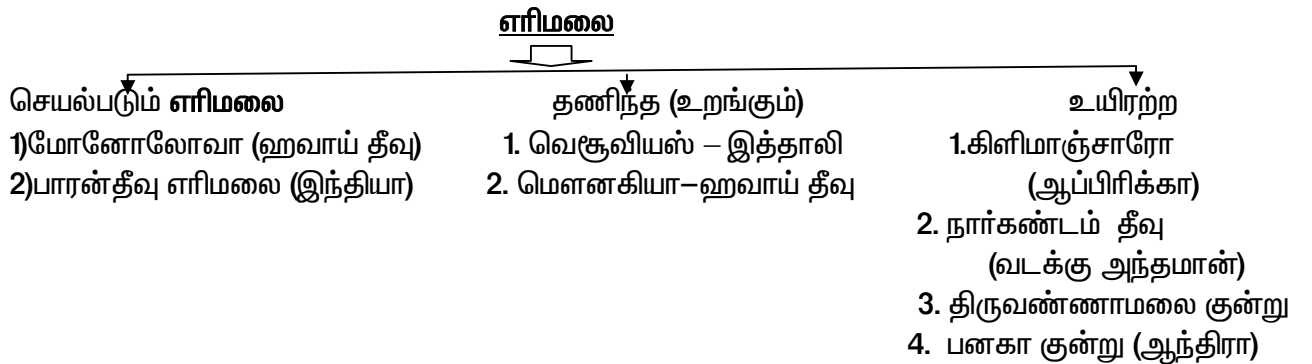 எரிமலை
செயல்படும் எரிமலை
1)மோனோலோவா (ஹவாய் தீவு)
2)பாரன்தீவு எரிமலை (இந்தியா)
தணிந்த (உறங்கும்)
1. வெசூவியஸ் – இத்தாலி
2. மௌனகியா–ஹவாய் தீவு
உயிரற்ற
1.கிளிமாஞ்சாரோ
(ஆப்பிரிக்கா)
2. நார்கண்டம் தீவு
(வடக்கு அந்தமான்)
3. திருவண்ணாமலை குன்று
4. பனகா குன்று (ஆந்திரா)